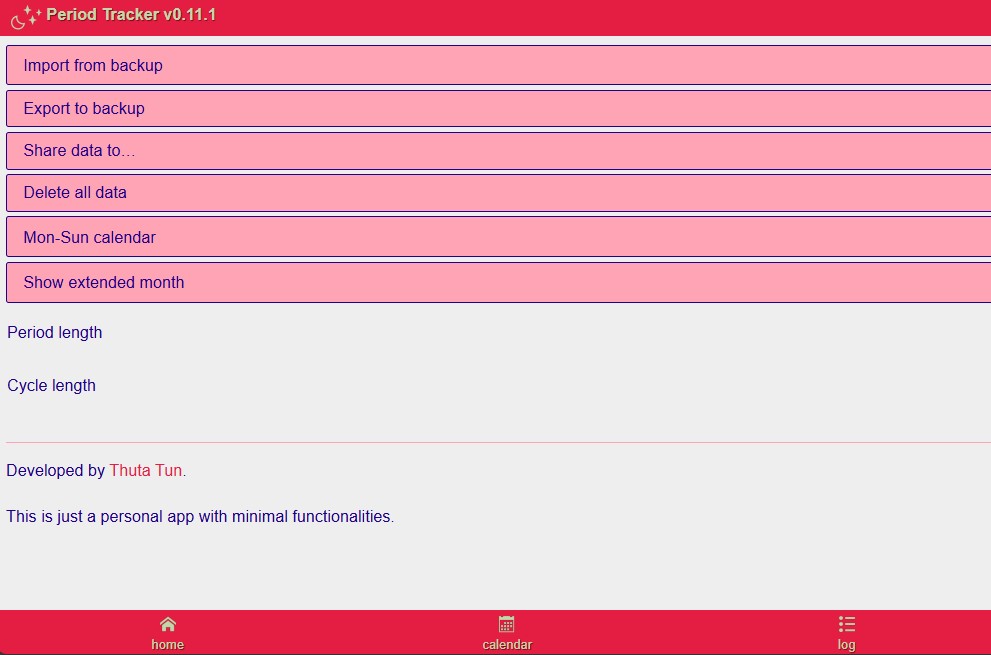 Period Tracker v0.11.1
Import from backup
Export to backup
Share data to…
Delete all data
Mon-Sun calendar
Show extended month
Period length
Cycle length
Developed by Thuta Tun.
This is just a personal app with minimal functionalities.
home
calendar
log